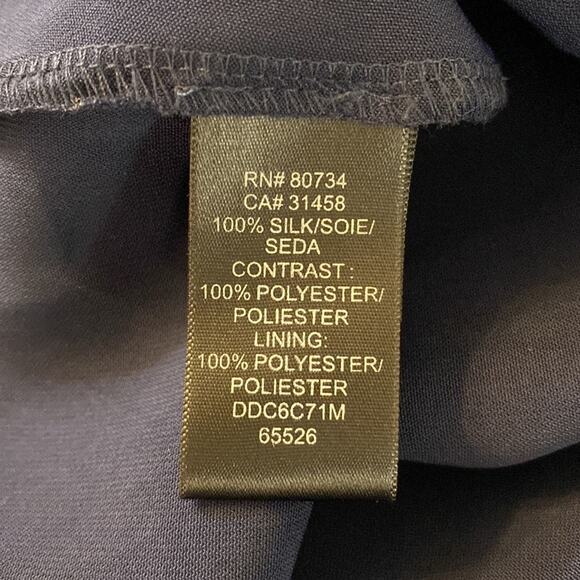 RN# 80734
CA# 31458
100% SILK/SOIE/
SEDA
CONTRAST :
100% POLYESTER/
POLIESTER
LINING:
100% POLYESTER/
POLIESTER
DDC6C71M
65526